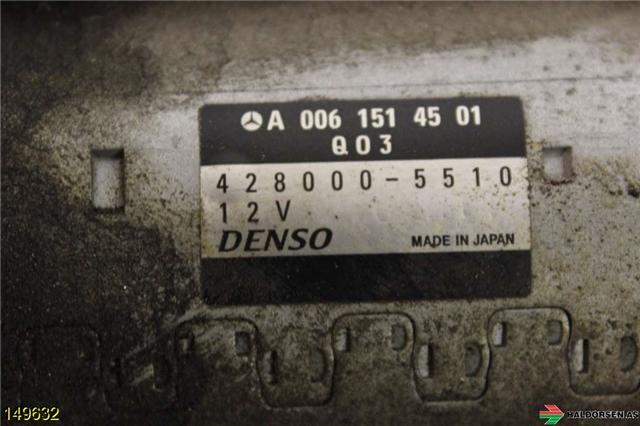 A 006 151 45 01
Q03
428000-5510
12V
DENSO MADE IN JAPAN
149632
HALDORSEN AS